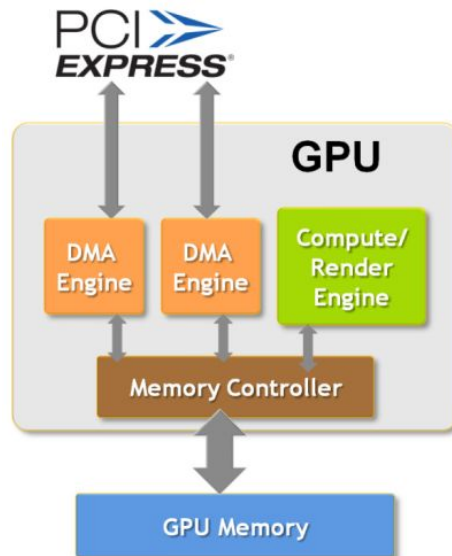 PCI
EXPRESS®
GPU
DMA
Engine
DMA
Engine
Compute/
Render
Engine
Memory Controller
GPU Memory